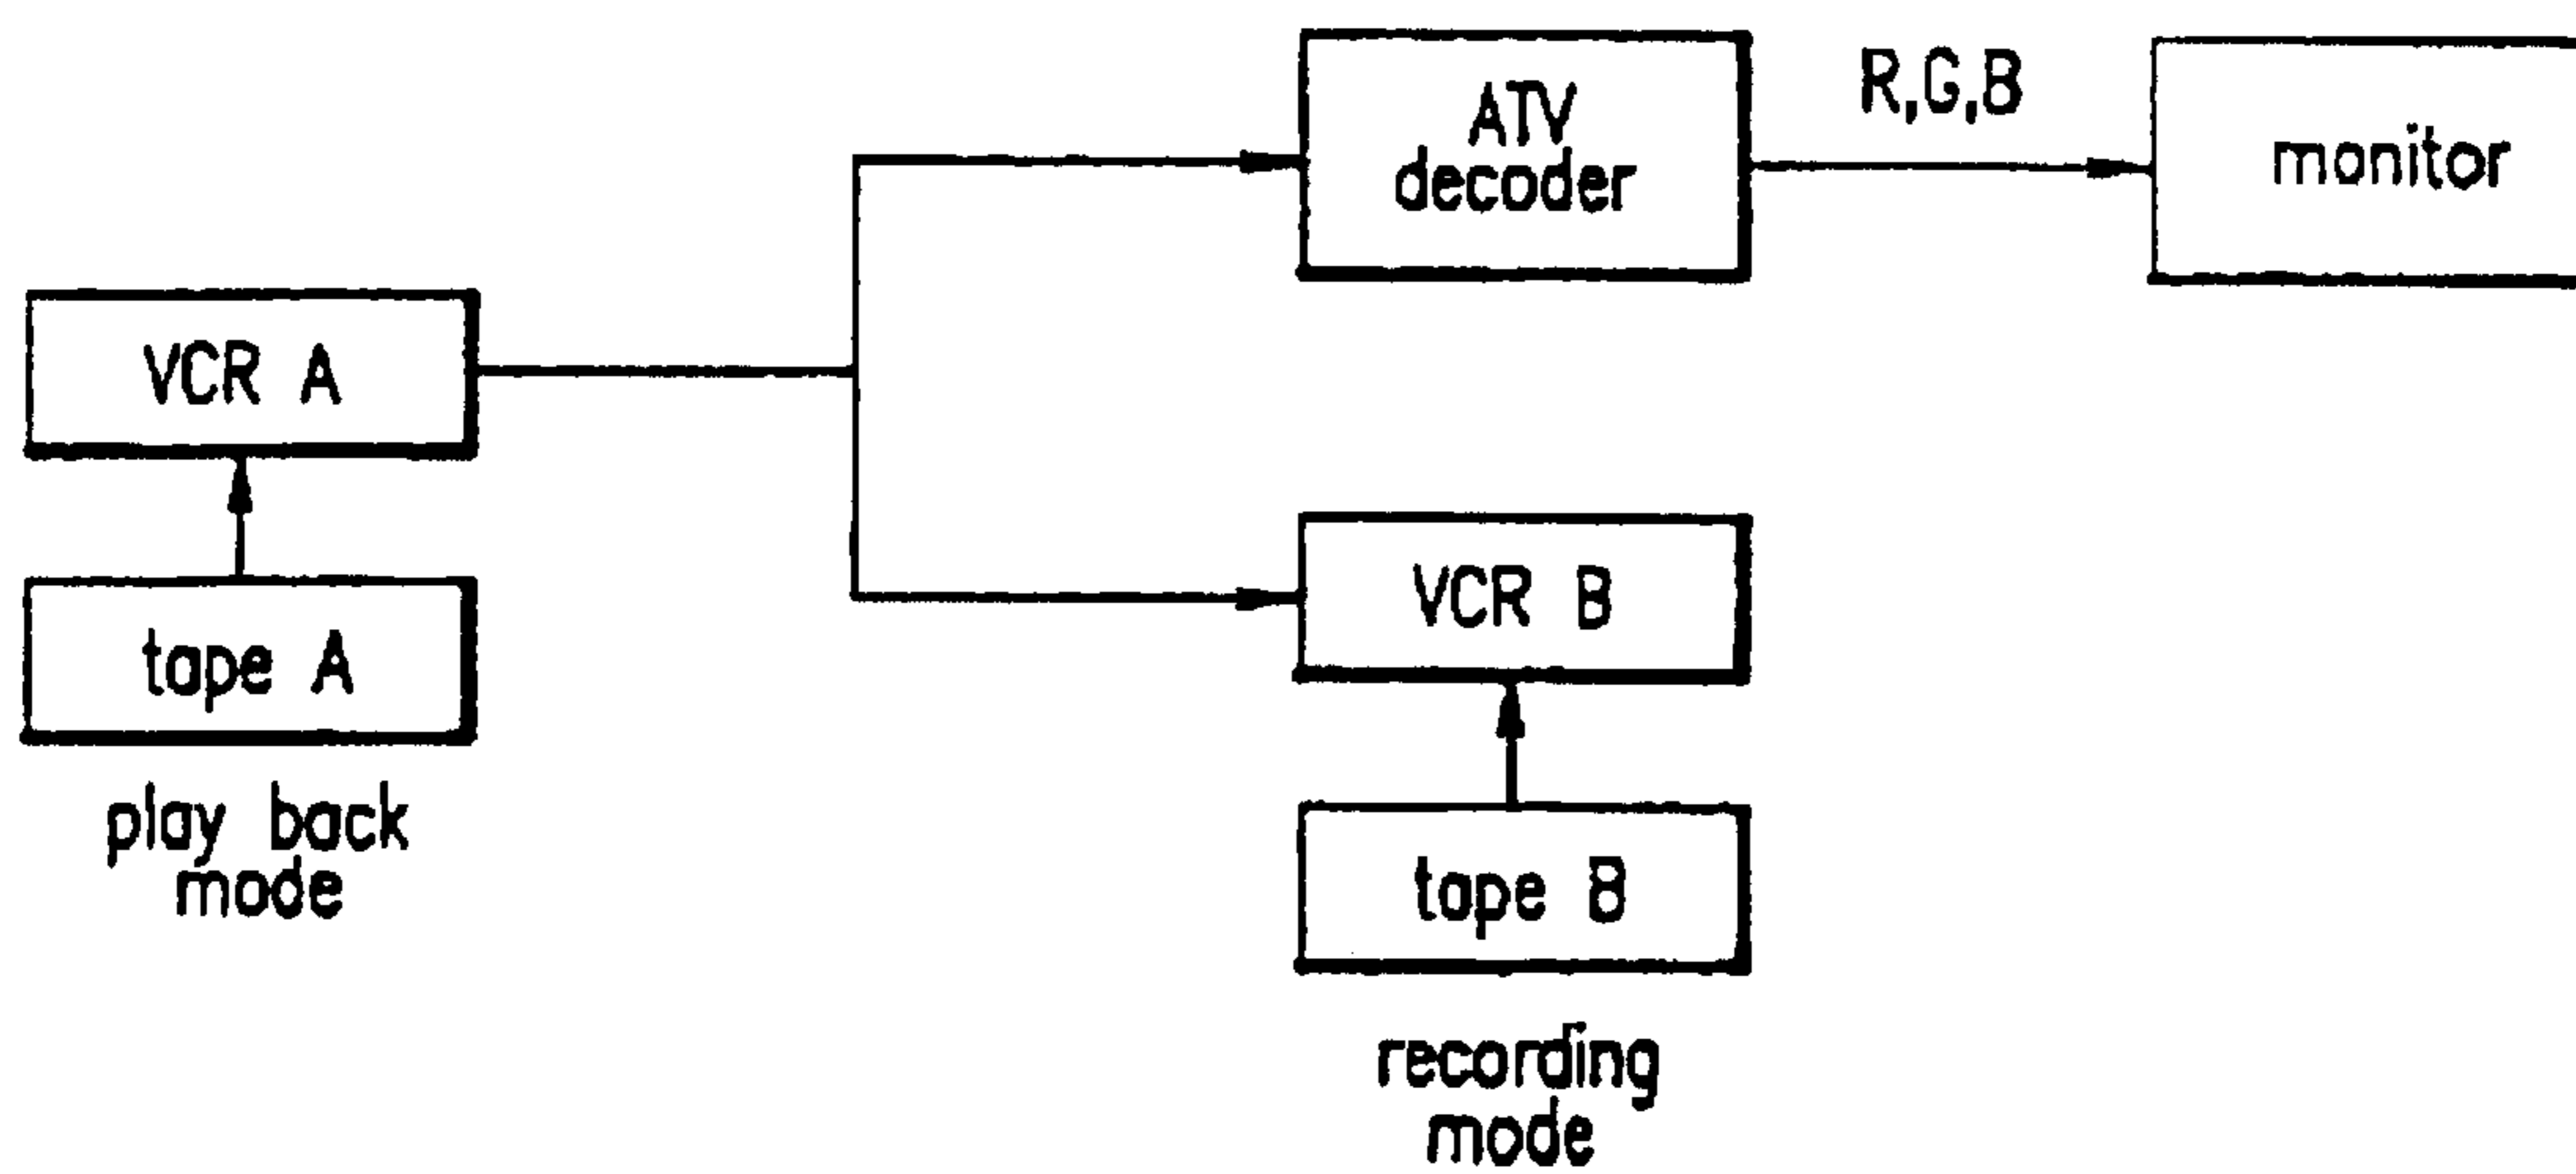 ATV
decoder
R,G,B
monitor
VCR A
tape A
play back
mode
VCR B
tape B
recording
mode